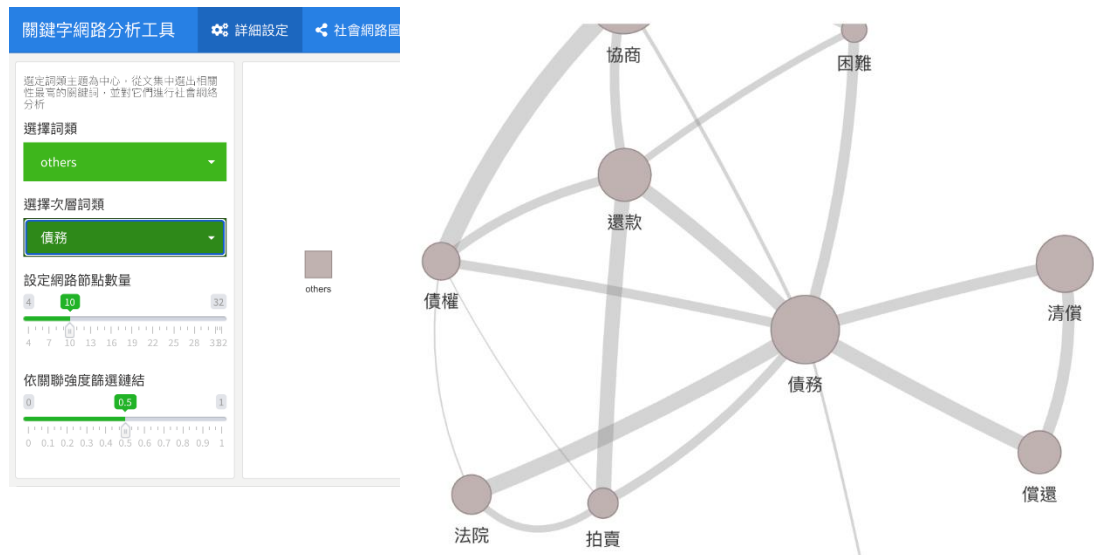 關鍵字網路分析工具
詳細設定
社會網路圖
選定詞類主題為中心，從文集中選出相關
性最高的關鍵詞，並對它們進行社會網絡
分析
選擇詞類
others
選擇次層詞類
債務
設定網路節點數量
4 10 32
4 7 10 13 16 19 22 25 28 31 32
依關聯強度篩選鏈結
0 0.5 1
0 0.1 0.2 0.3 0.4 0.5 0.6 0.7 0.8 0.9 1
others
協商
困難
還款
債權
清償
債務
償還
法院
拍賣